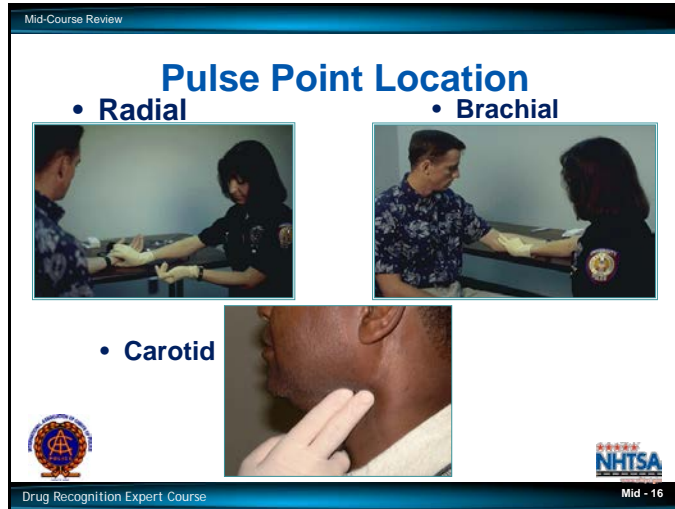 Mid-Course Review
Pulse Point Location
• Radial
• Brachial
• Carotid
NHTSA
Drug Recognition Expert Course
Mid - 16